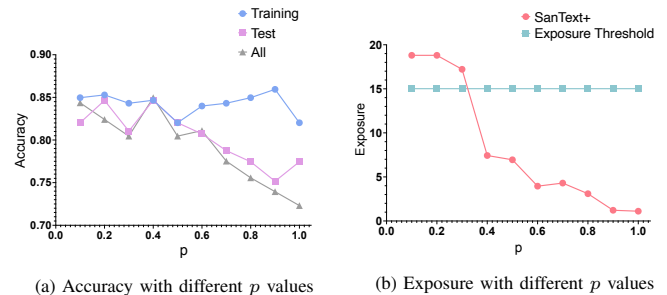 Training
Test
All
Accuracy
0.90
0.85
0.80
0.75
0.70
0.0 0.2 0.4 0.6 0.8 1.0
p
(a) Accuracy with different p values
SanText+
Exposure Threshold
Exposure
20
15
10
5
0
0.0 0.2 0.4 0.6 0.8 1.0
p
(b) Exposure with different p values